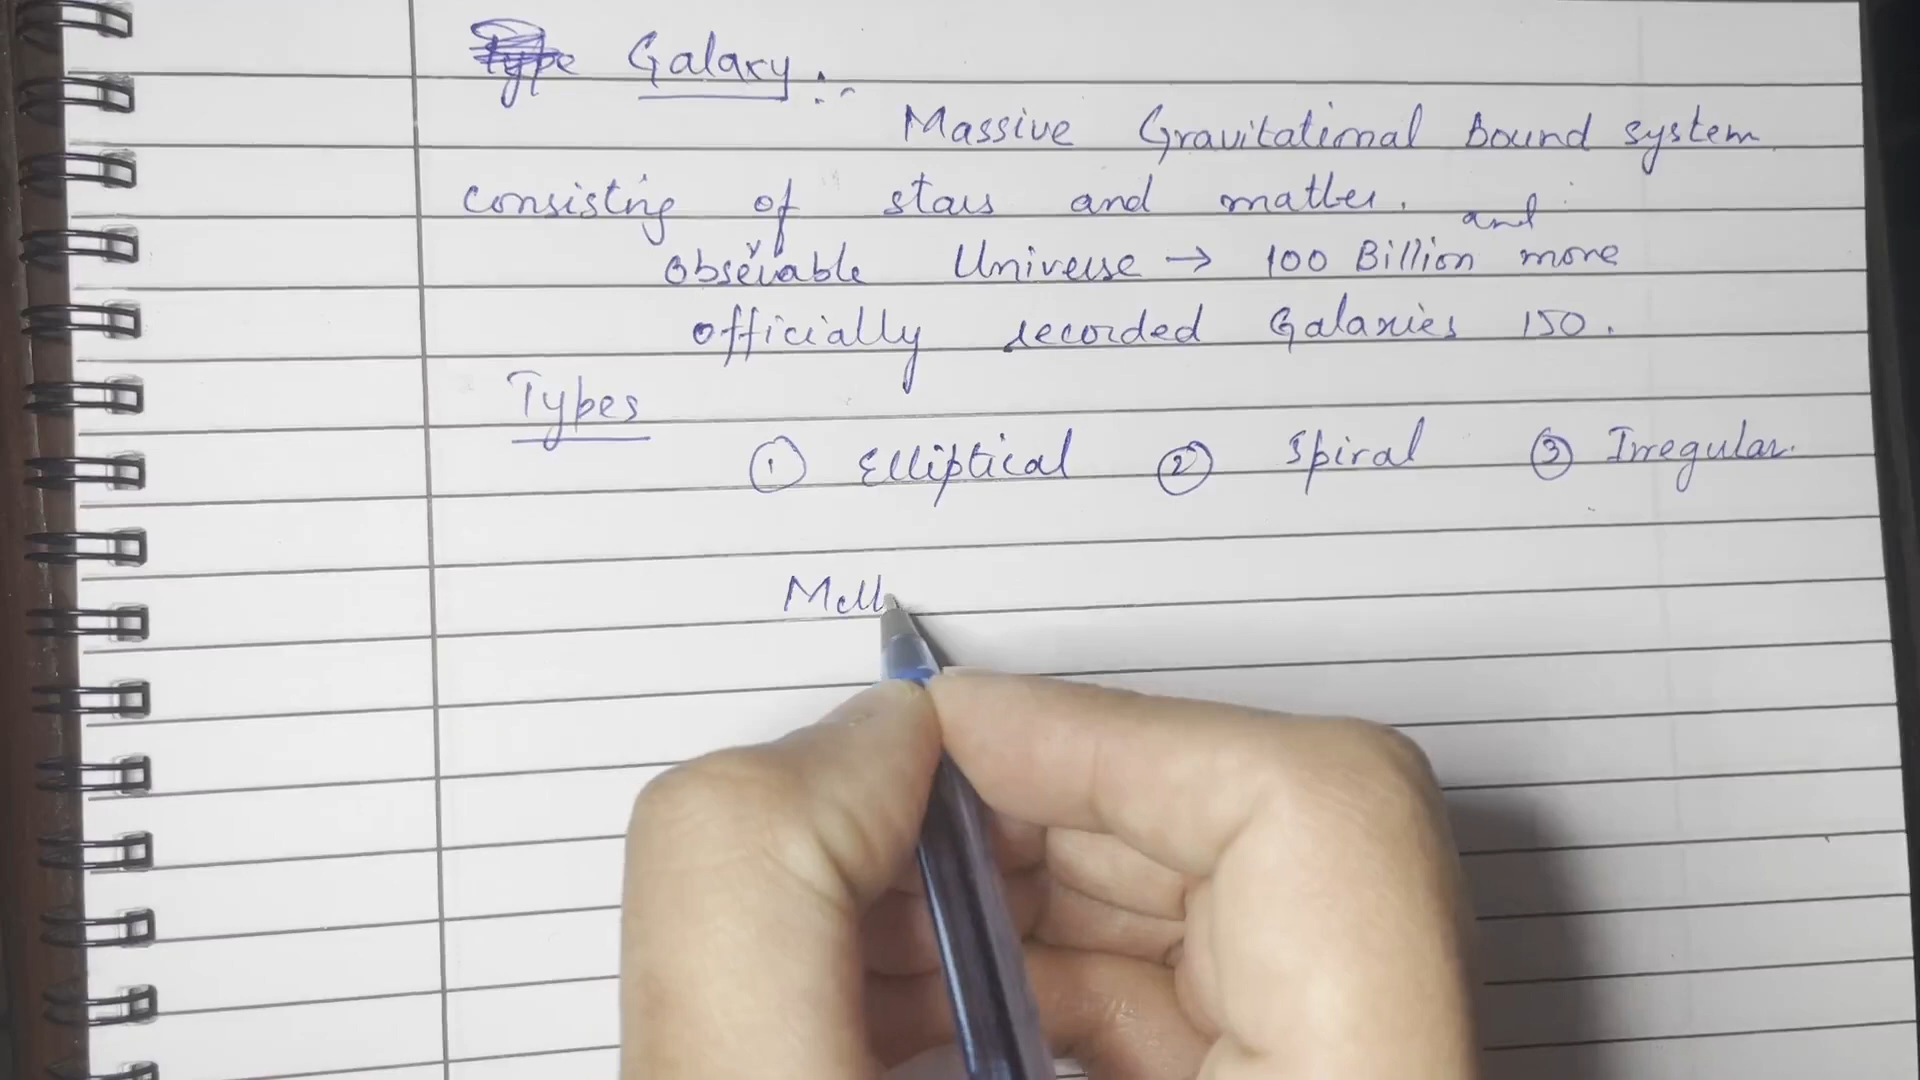 Type Galaxy :-
Massive Gravitational Bound system
consisting of stars and matter.
and
Observable Universe → 100 Billion more
officially recorded Galaxies 150.
Types
① Elliptical ② Spiral ③ Irregular.